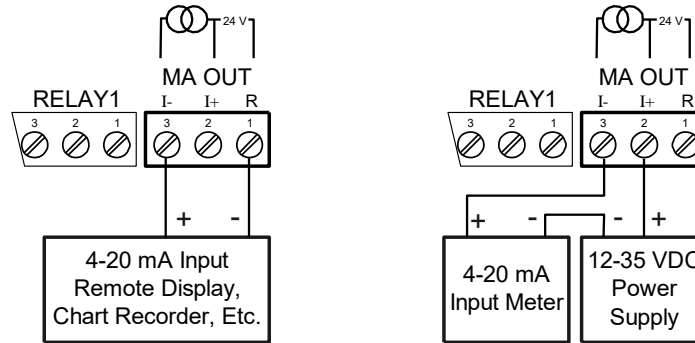 24 V
MA OUT
RELAY1 I- I+ R
3 2 1 3 2 1
+ -
4-20 mA Input
Remote Display,
Chart Recorder, Etc.
24 V
MA OUT
RELAY1 I- I+ R
3 2 1 3 2 1
+ - - +
4-20 mA
Input Meter
12-35 VDC
Power
Supply